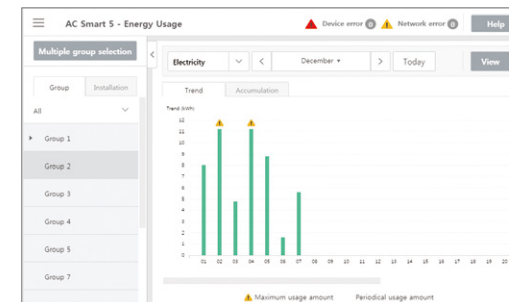 AC Smart 5 - Energy Usage
Device error 0
Network error 0
Help
Multiple group selection
Electricity
December
Today
View
Group
Installation
All
Group 1
Group 2
Group 3
Group 4
Group 5
Group 7
Trend
Accumulation
Trend (kWh)
12
11
10
9
8
7
6
5
4
3
2
1
0
01 02 03 04 05 06 07 08 09 10 11 12 13 14 15 16 17 18 19 20
Maximum usage amount
Periodical usage amount